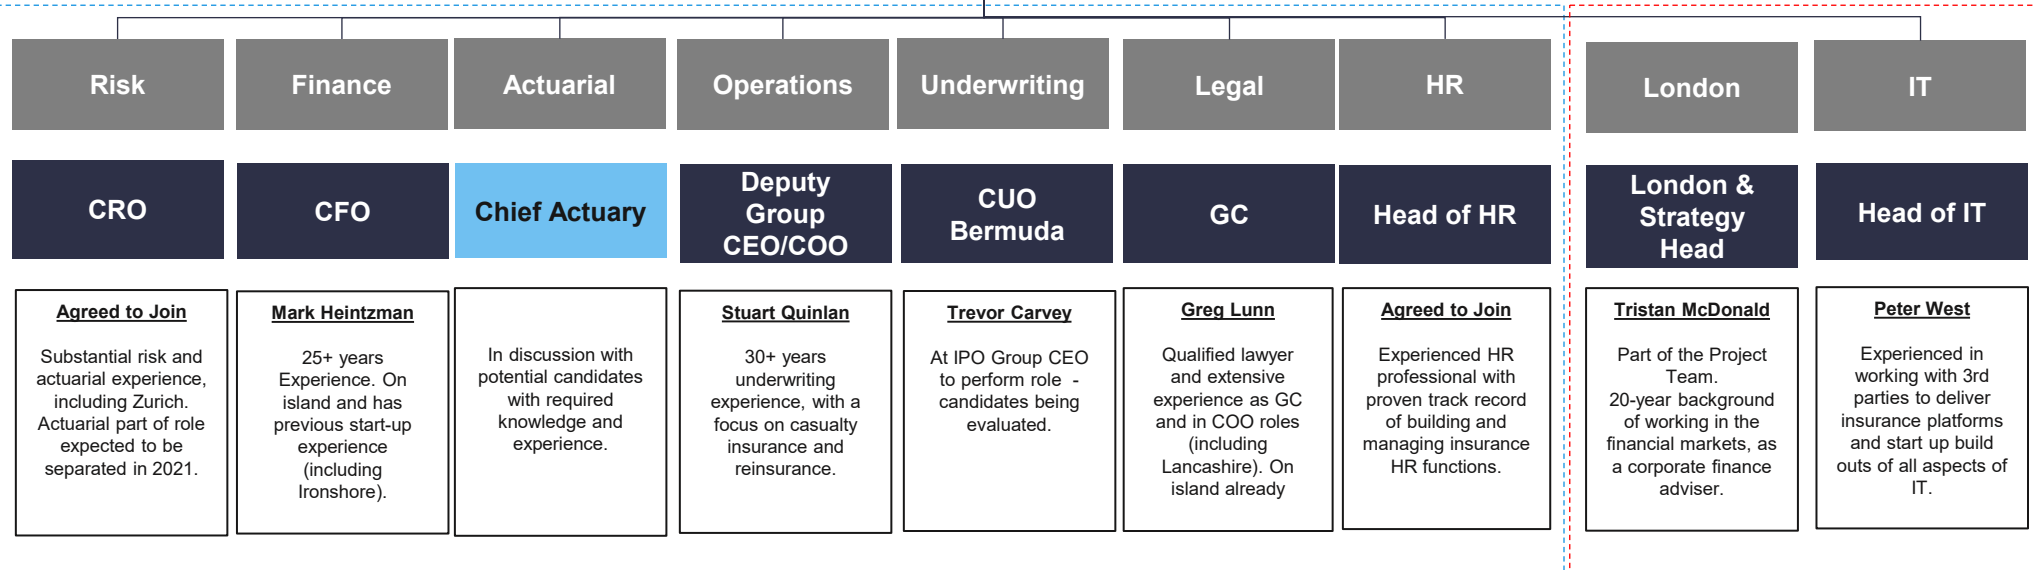 Risk
Finance
Actuarial
Operations
Underwriting
Legal
HR
London
IT
CRO
CFO
Chief Actuary
Deputy
Group
CEO/COO
CUO
Bermuda
GC
Head of HR
London &
Strategy
Head
Head of IT
Agreed to Join
Substantial risk and
actuarial experience,
including Zurich.
Actuarial part of role
expected to be
separated in 2021.
Mark Heintzman
25+ years
Experience. On
island and has
previous start-up
experience
(including
Ironshore).
In discussion with
potential candidates
with required
knowledge and
experience.
Stuart Quinlan
30+ years
underwriting
experience, with a
focus on casualty
insurance and
reinsurance.
Trevor Carvey
At IPO Group CEO
to perform role -
candidates being
evaluated.
Greg Lunn
Qualified lawyer
and extensive
experience as GC
and in COO roles
(including
Lancashire). On
island already
Agreed to Join
Experienced HR
professional with
proven track record
of building and
managing insurance
HR functions.
Tristan McDonald
Part of the Project
Team.
20-year background
of working in the
financial markets, as
a corporate finance
adviser.
Peter West
Experienced in
working with 3rd
parties to deliver
insurance platforms
and start up build
outs of all aspects of
IT.